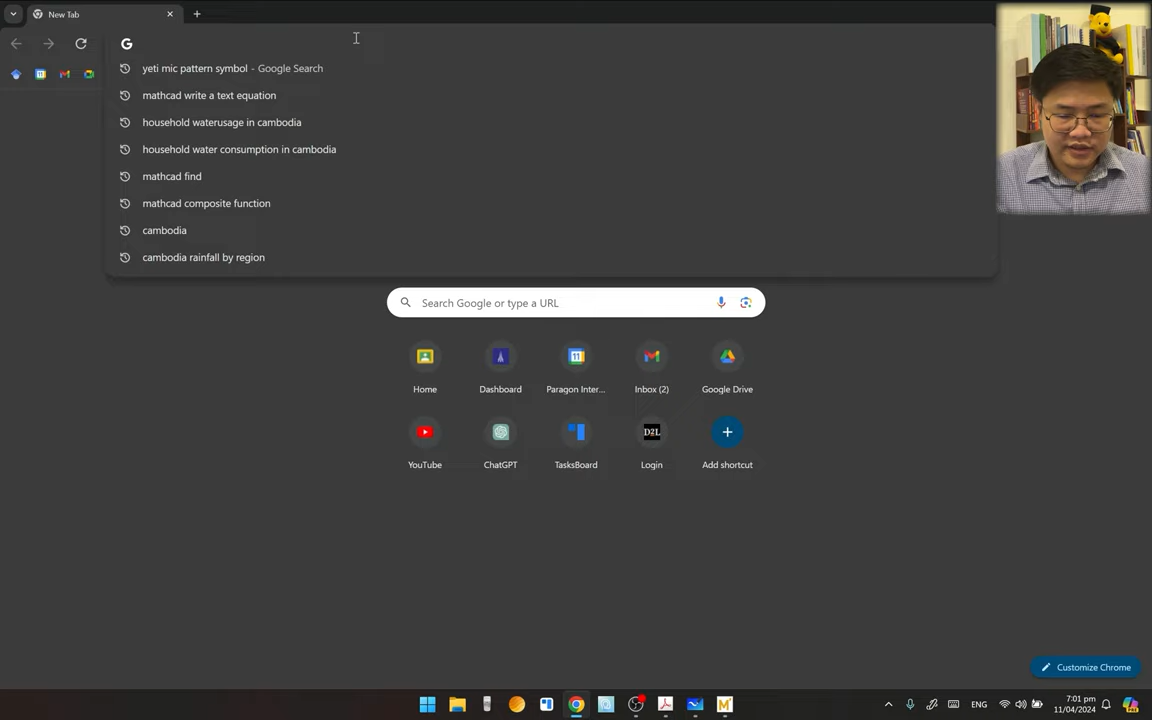 New Tab
yeti mic pattern symbol - Google Search
mathcad write a text equation
household waterusage in cambodia
household water consumption in cambodia
mathcad find
mathcad composite function
cambodia
cambodia rainfall by region
Search Google or type a URL
Home
Dashboard
Paragon Inter...
Inbox (2)
Google Drive
YouTube
ChatGPT
TasksBoard
D2L
Login
Add shortcut
Customize Chrome
ENG
7:01 pm
11/04/2024